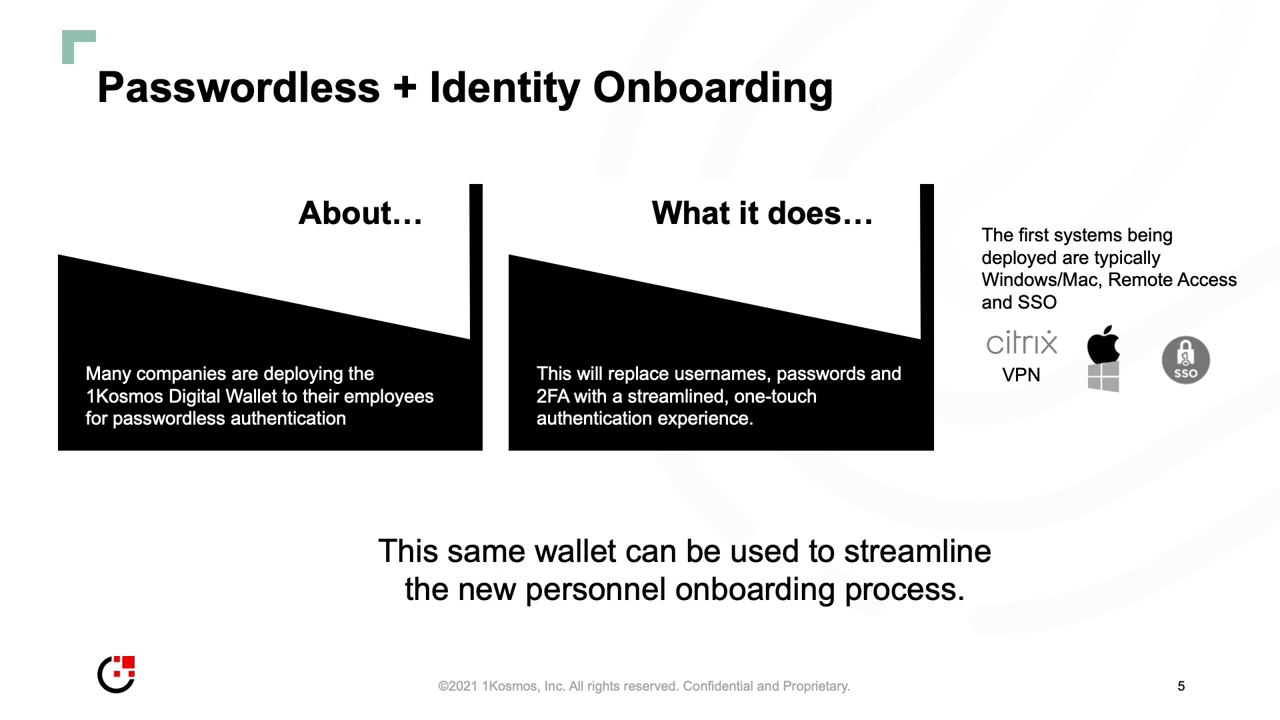 Passwordless + Identity Onboarding
About…
Many companies are deploying the
1Kosmos Digital Wallet to their employees
for passwordless authentication
What it does…
This will replace usernames, passwords and
2FA with a streamlined, one-touch
authentication experience.
The first systems being
deployed are typically
Windows/Mac, Remote Access
and SSO
citrix
VPN
SSO
This same wallet can be used to streamline
the new personnel onboarding process.
©2021 1Kosmos, Inc. All rights reserved. Confidential and Proprietary.
5